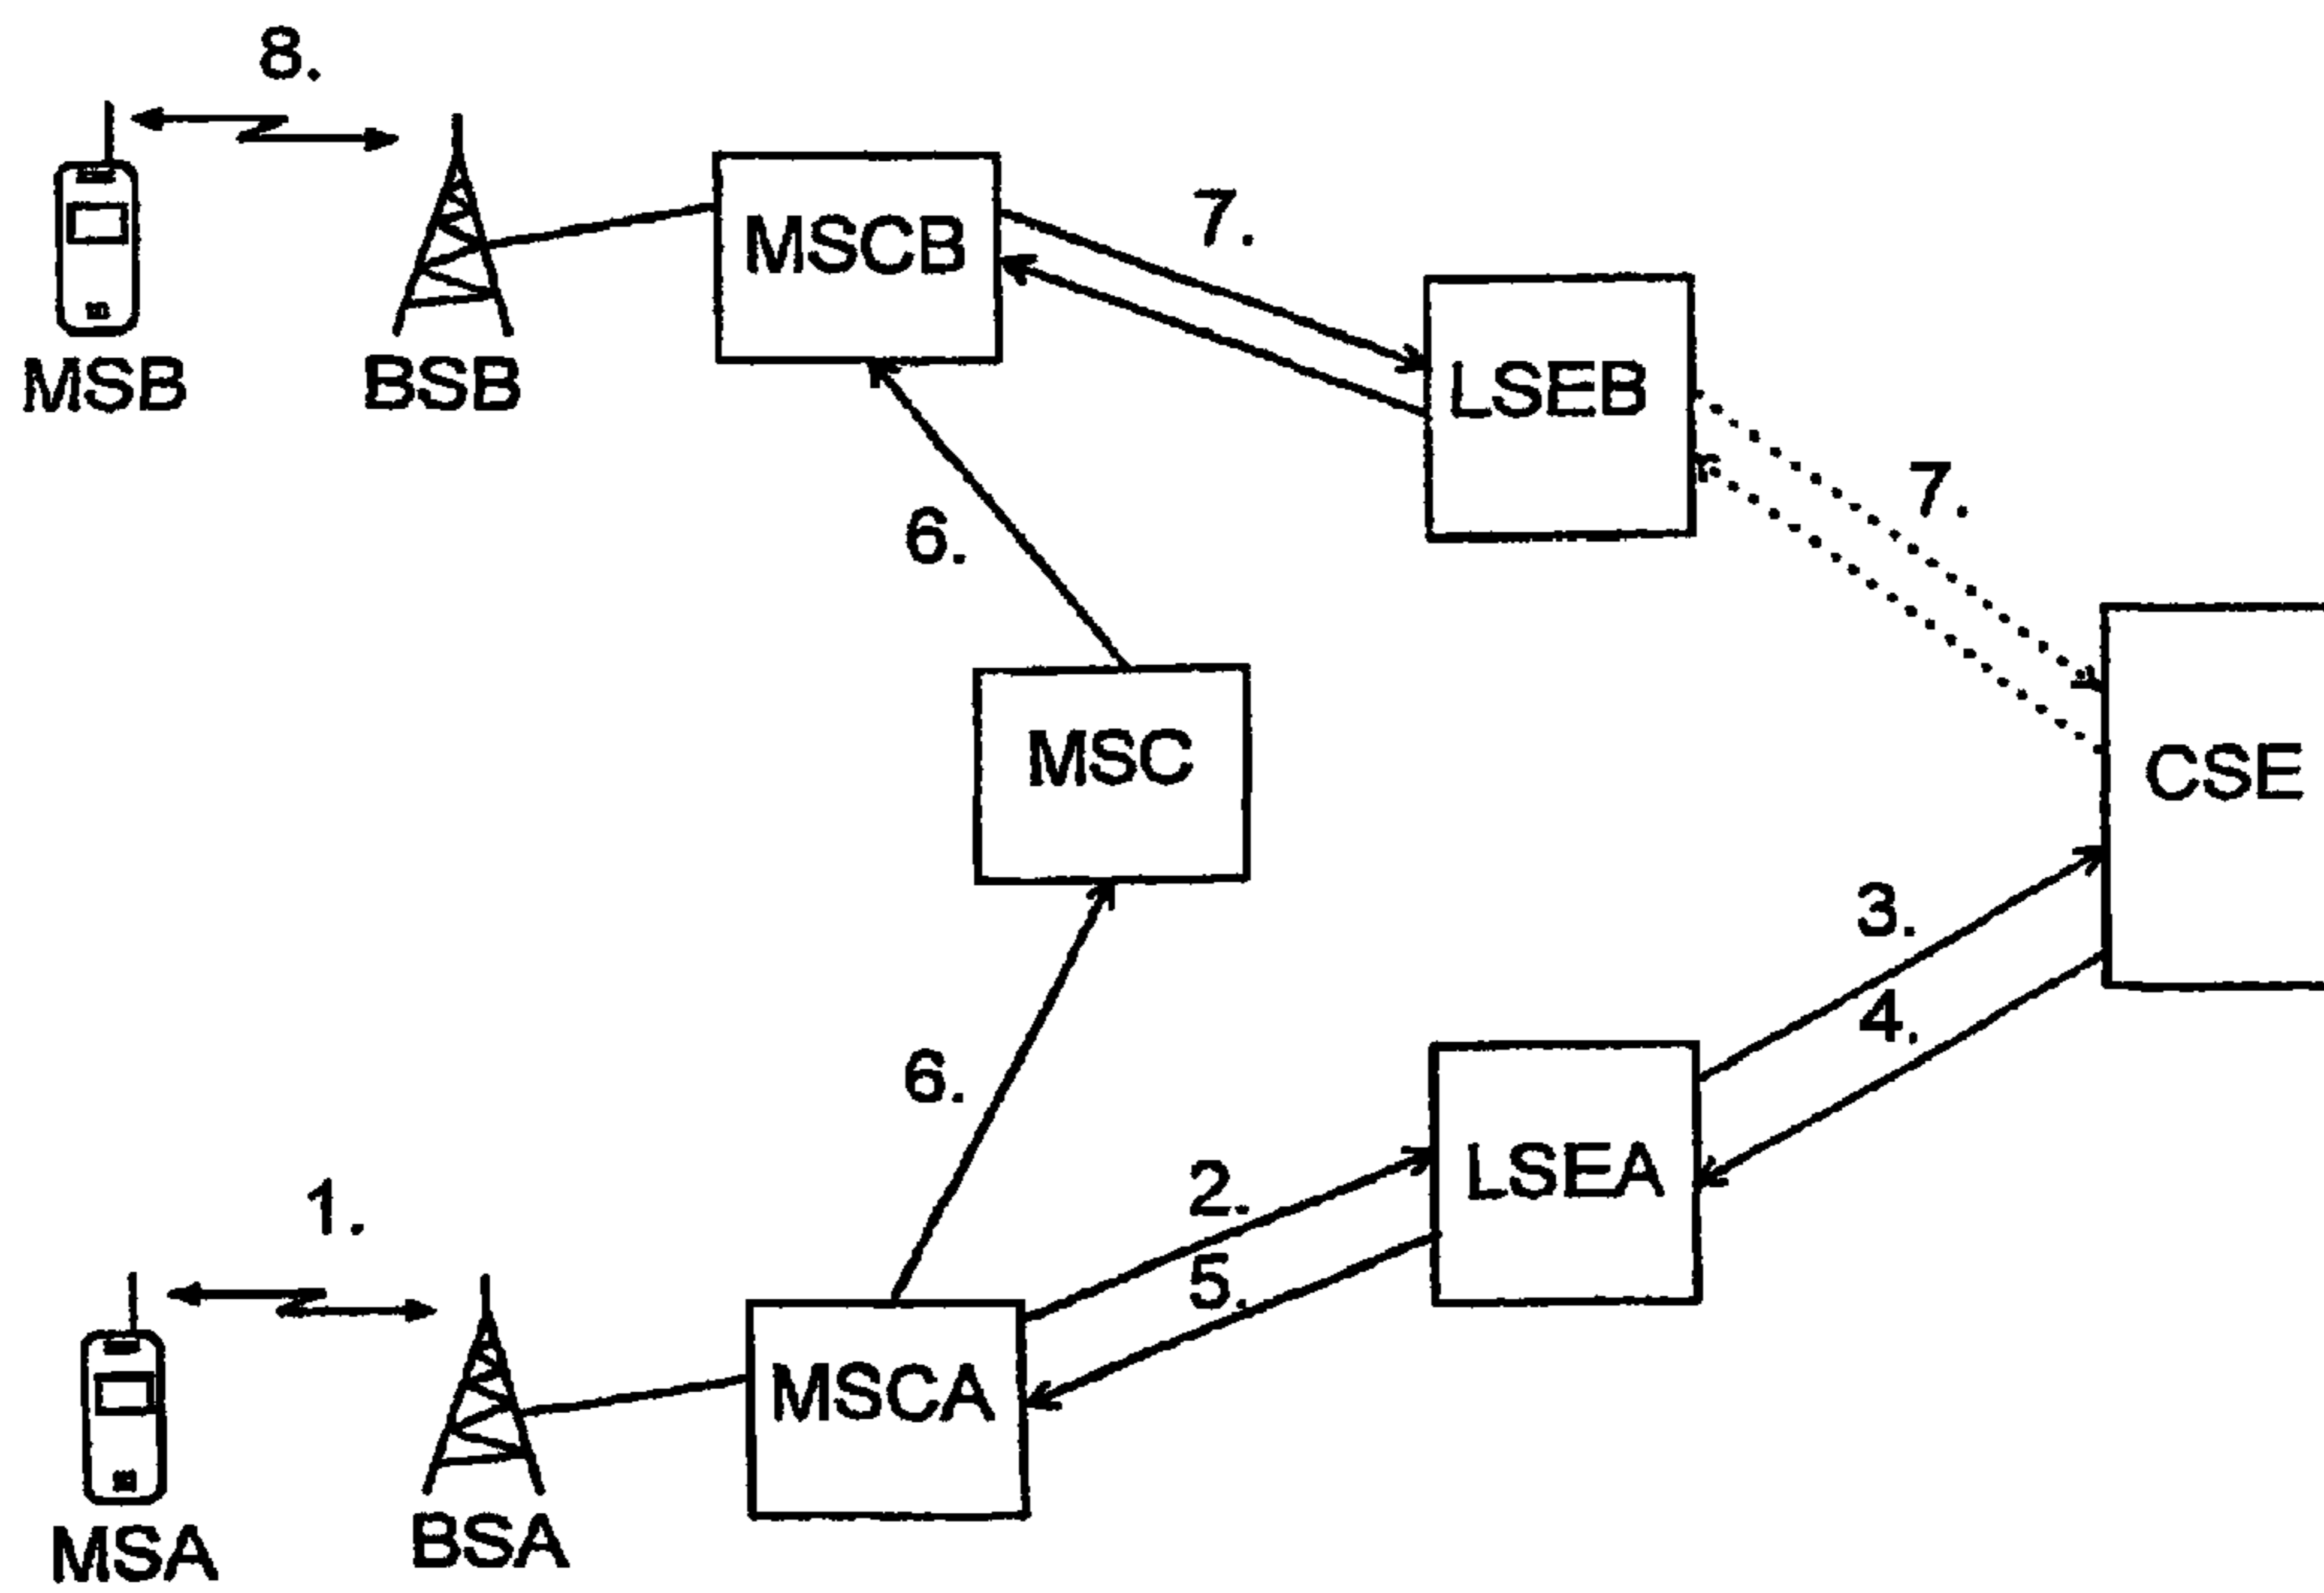 8.
MSB
BSB
MSCB
7.
LSEB
7.
6.
MSC
CSE
3.
4.
6.
2.
5.
LSEA
1.
MSA
BSA
MSCA